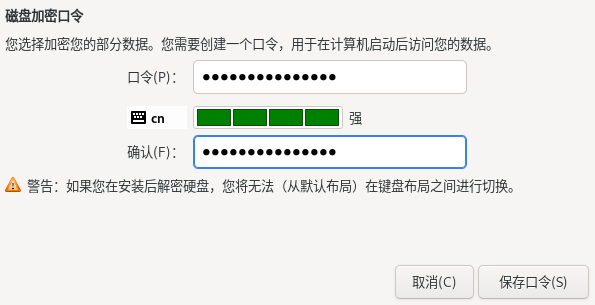 磁盘加密口令
您选择加密您的部分数据。您需要创建一个口令，用于在计算机启动后访问您的数据。
口令(P)： ●●●●●●●●●●●●●●●
cn 强
确认(F)： ●●●●●●●●●●●●●●●
警告：如果您在安装后解密硬盘，您将无法（从默认布局）在键盘布局之间进行切换。
取消(C) 保存口令(S)